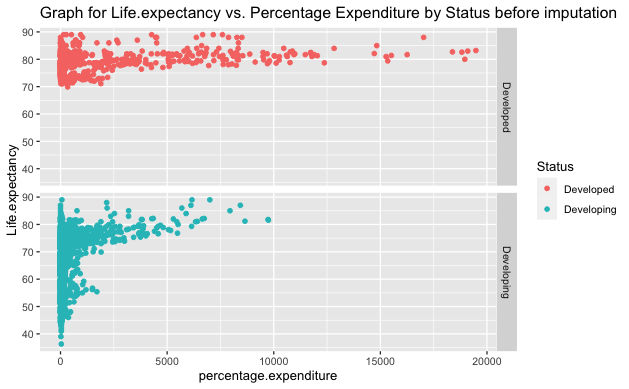 Graph for Life.expectancy vs. Percentage Expenditure by Status before imputation
90
80
70
60
50
40
Developed
90
80
70
60
50
40
Developing
Life.expectancy
0
5000
10000
15000
20000
percentage.expenditure
Status
Developed
Developing